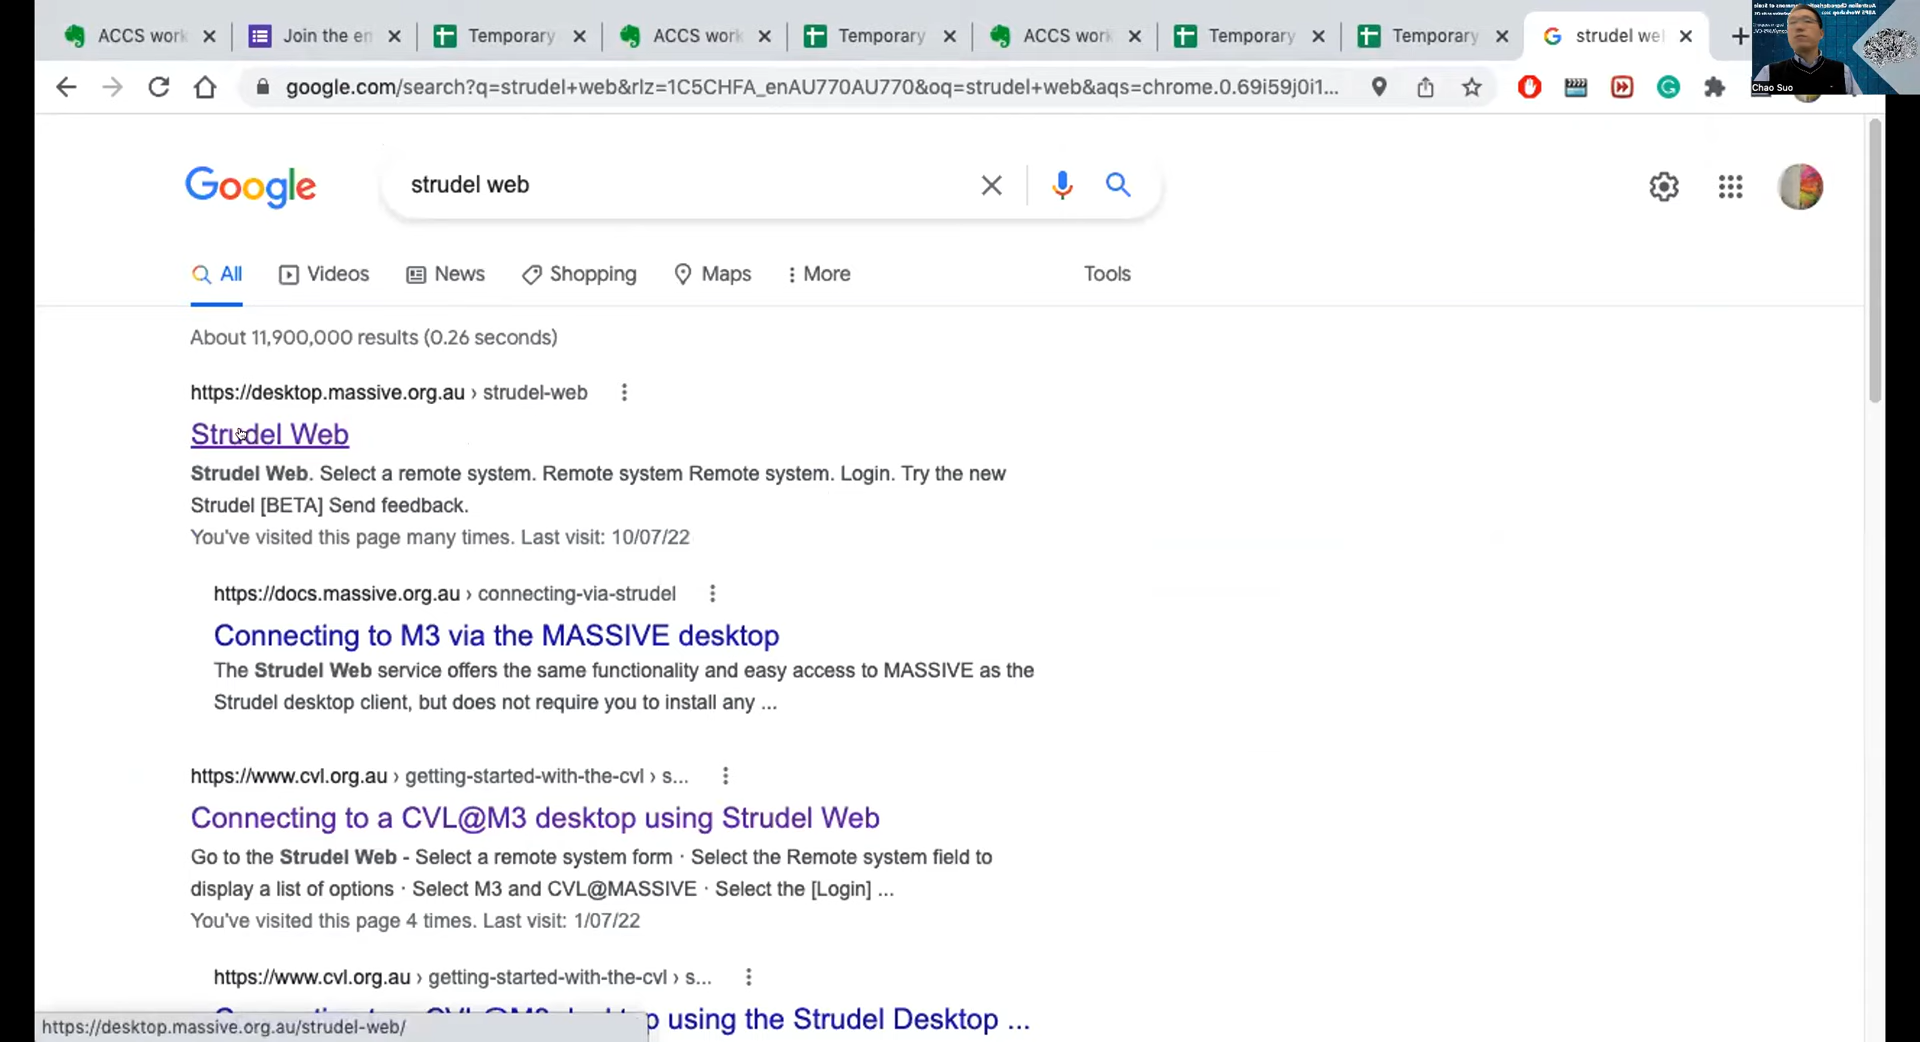 ACCS work
Join the en
Temporary
ACCS work
Temporary
ACCS work
Temporary
Temporary
strudel we
google.com/search?q=strudel+web&rlz=1C5CHFA_enAU770AU770&oq=strudel+web&aqs=chrome.0.69i59j0i1...
Chao Suo
Google
strudel web
All
Videos
News
Shopping
Maps
More
Tools
About 11,900,000 results (0.26 seconds)
https://desktop.massive.org.au › strudel-web
Strudel Web
Strudel Web. Select a remote system. Remote system Remote system. Login. Try the new
Strudel [BETA] Send feedback.
You've visited this page many times. Last visit: 10/07/22
https://docs.massive.org.au › connecting-via-strudel
Connecting to M3 via the MASSIVE desktop
The Strudel Web service offers the same functionality and easy access to MASSIVE as the
Strudel desktop client, but does not require you to install any ...
https://www.cvl.org.au › getting-started-with-the-cvl › s...
Connecting to a CVL@M3 desktop using Strudel Web
Go to the Strudel Web - Select a remote system form · Select the Remote system field to
display a list of options · Select M3 and CVL@MASSIVE · Select the [Login] ...
You've visited this page 4 times. Last visit: 1/07/22
https://www.cvl.org.au › getting-started-with-the-cvl › s...
using the Strudel Desktop ...
https://desktop.massive.org.au/strudel-web/